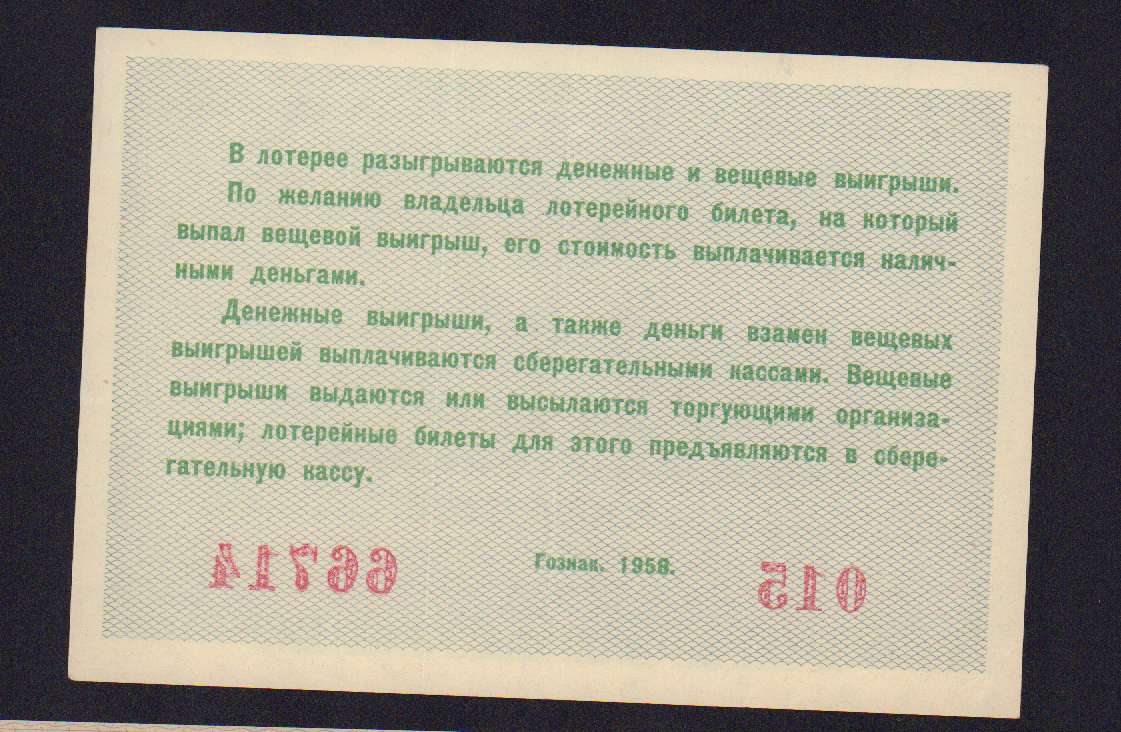 В лотерее разыгрываются денежные и вещевые выигрыши.
По желанию владельца лотерейного билета, на который
выпал вещевой выигрыш, его стоимость выплачивается налич-
ными деньгами.
Денежные выигрыши, а также деньги взамен вещевых
выигрышей выплачиваются сберегательными кассами. Вещевые
выигрыши выдаются или высылаются торгующими организа-
циями; лотерейные билеты для этого предъявляются в сбере-
гательную кассу.
66714 Гознак. 1958. 015